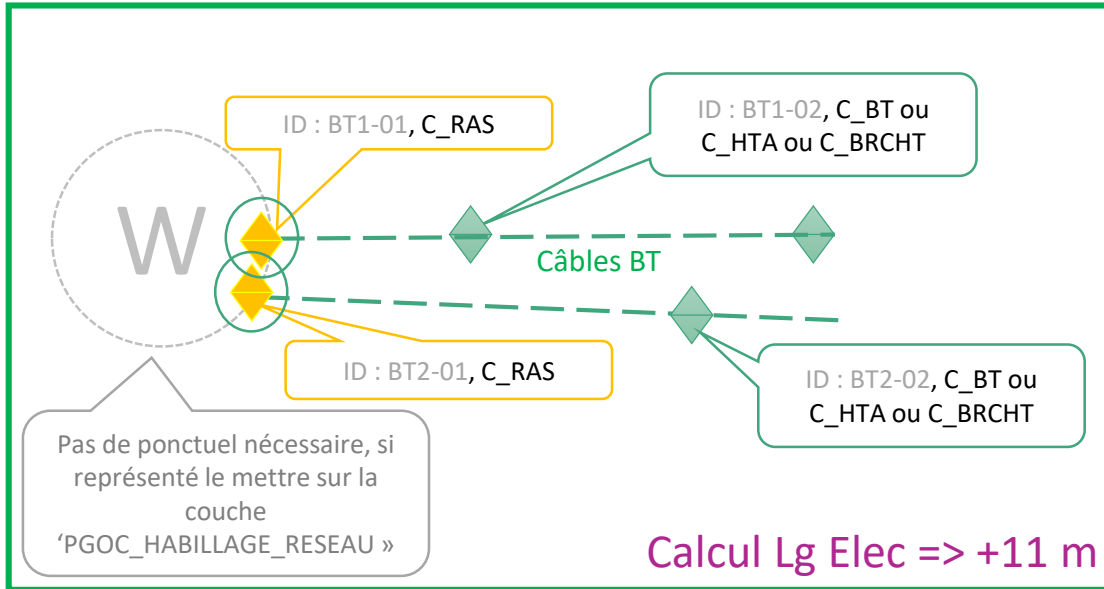 ID : BT1-01, C_RAS
ID : BT1-02, C_BT ou
C_HTA ou C_BRCHT
W
Câbles BT
ID : BT2-01, C_RAS
ID : BT2-02, C_BT ou
C_HTA ou C_BRCHT
Pas de ponctuel nécessaire, si
représenté le mettre sur la
couche
‘PGOC_HABILLAGE_RESEAU »
Calcul Lg Elec => +11 m